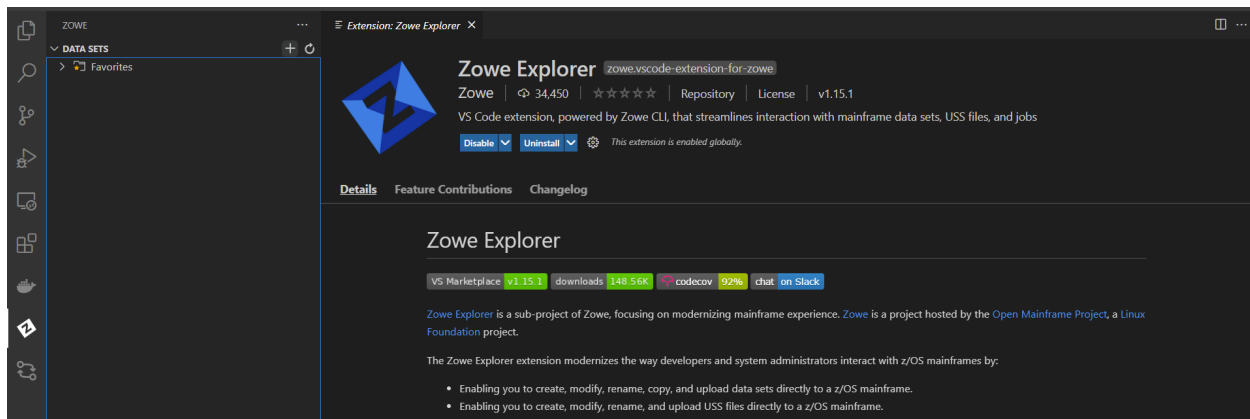 ZOWE
DATA SETS
Favorites
Extension: Zowe Explorer
Zowe Explorer zowe.vscode-extension-for-zowe
Zowe 34,450 Repository License v1.15.1
VS Code extension, powered by Zowe CLI, that streamlines interaction with mainframe data sets, USS files, and jobs
Disable Uninstall This extension is enabled globally.
Details Feature Contributions Changelog
Zowe Explorer
VS Marketplace v1.15.1 downloads 148.56K codecov 92% chat on Slack
Zowe Explorer is a sub-project of Zowe, focusing on modernizing mainframe experience. Zowe is a project hosted by the Open Mainframe Project, a Linux
Foundation project.
The Zowe Explorer extension modernizes the way developers and system administrators interact with z/OS mainframes by:
• Enabling you to create, modify, rename, copy, and upload data sets directly to a z/OS mainframe.
• Enabling you to create, modify, rename, and upload USS files directly to a z/OS mainframe.